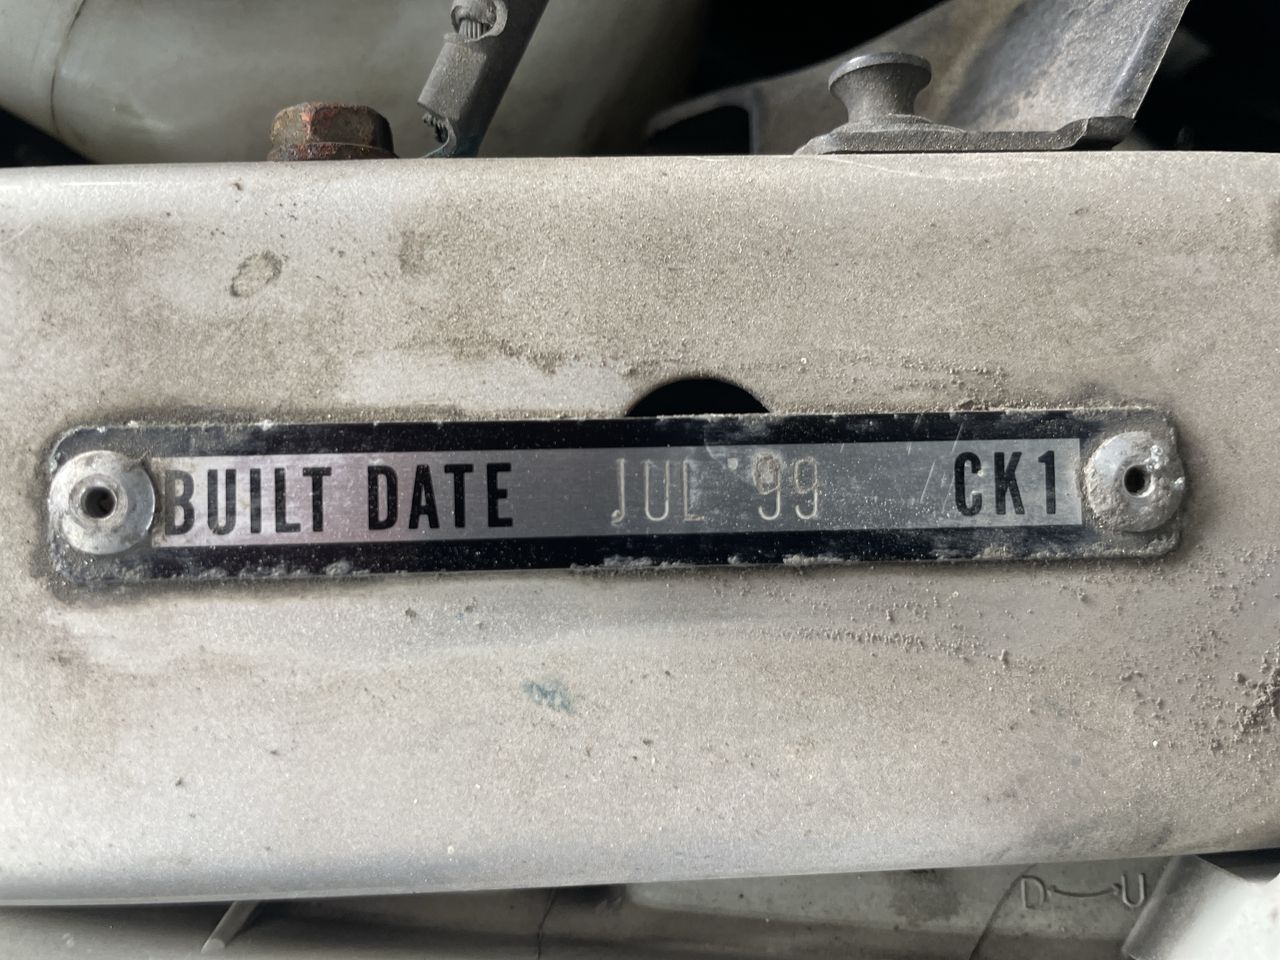 BUILT DATE JUL '99 CK1
D U